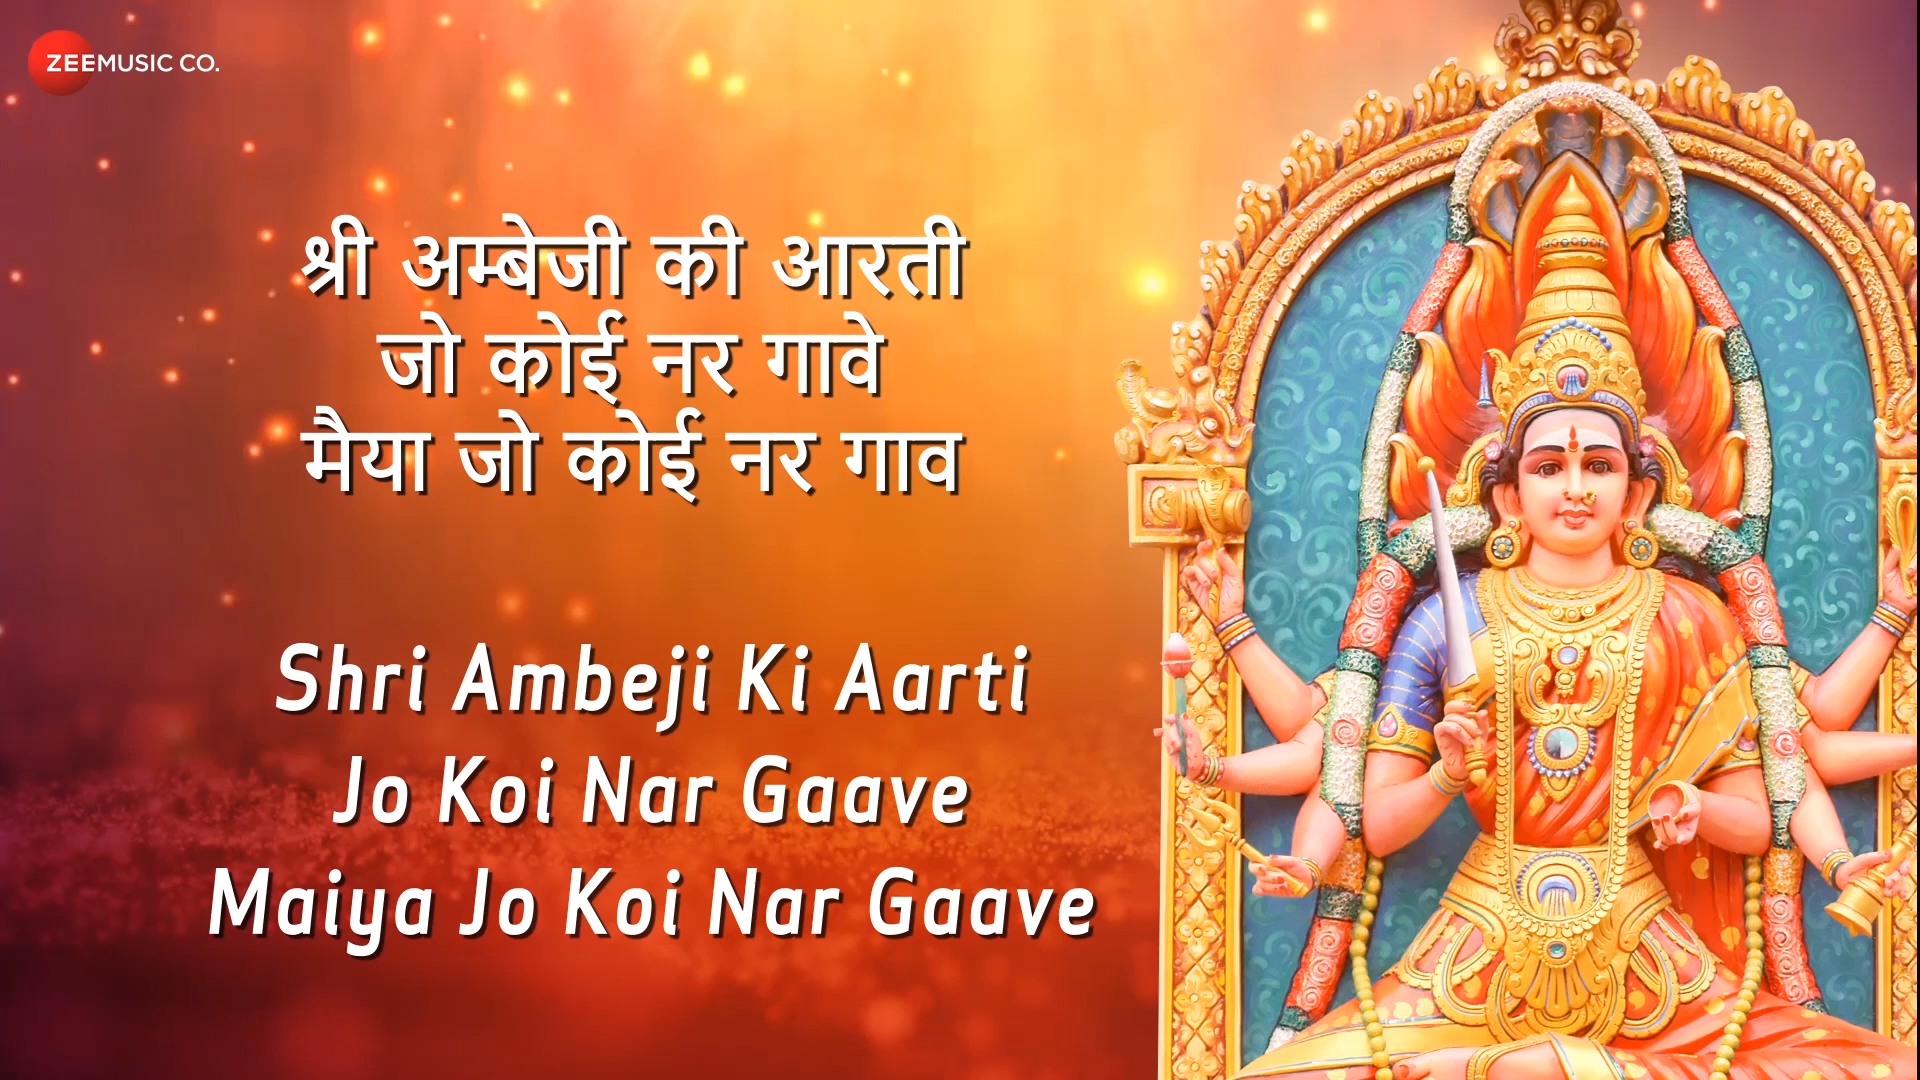 ZEEMUSIC CO.
श्री अम्बेजी की आरती
जो कोई नर गावे
मैया जो कोई नर गाव
Shri Ambeji Ki Aarti
Jo Koi Nar Gaave
Maiya Jo Koi Nar Gaave